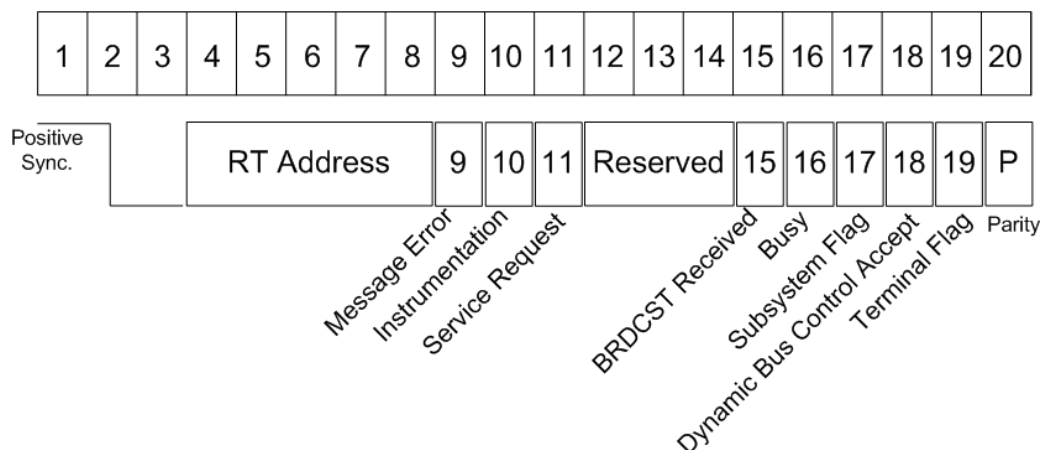 1 2 3 4 5 6 7 8 9 10 11 12 13 14 15 16 17 18 19 20
Positive
Sync.
RT Address 9 10 11 Reserved 15 16 17 18 19 P
Message Error
Instrumentation
Service Request
BRDCST Received
Busy
Subsystem Flag
Dynamic Bus Control Accept
Terminal Flag
Parity